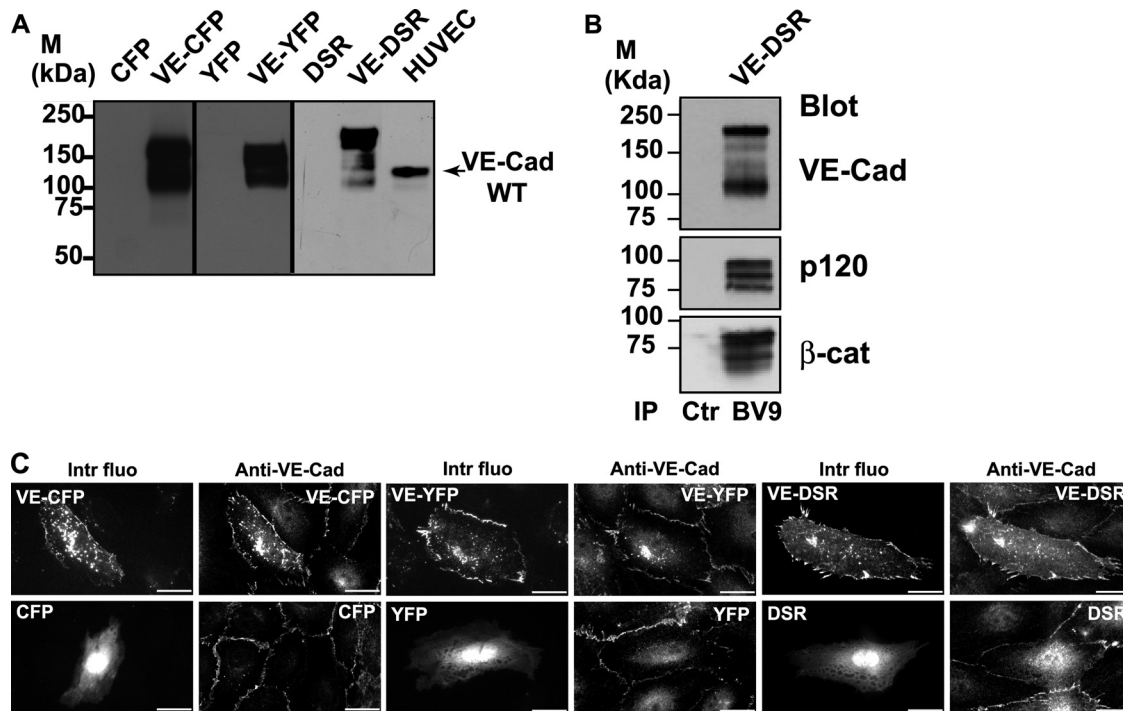 A
M
(kDa)
CFP
VE-CFP
YFP
VE-YFP
DSR
VE-DSR
HUVEC
250
150
100
75
50
VE-Cad
WT
B
M
(Kda)
VE-DSR
Blot
250
150
VE-Cad
100
75
100
p120
75
100
75
β-cat
IP Ctr BV9
C
Intr fluo Anti-VE-Cad Intr fluo Anti-VE-Cad Intr fluo Anti-VE-Cad
VE-CFP VE-CFP VE-YFP VE-YFP VE-DSR VE-DSR
CFP CFP YFP YFP DSR DSR